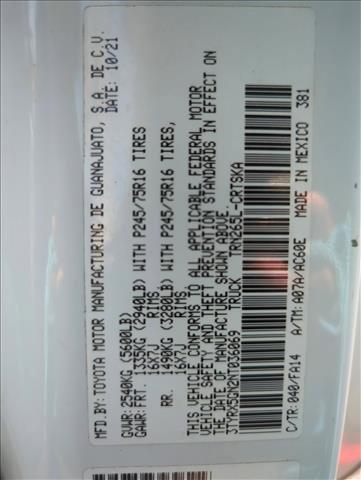 MFD.BY: TOYOTA MOTOR MANUFACTURING DE GUANAJUATO, S.A. DE C.V.
DATE: 10/21
GVWR: 2540KG (5600LB)
GAWR: FRT. 1335KG (2940LB) WITH P245/75R16 TIRES
16X7J RIMS
RR. 1490KG (3280LB) WITH P245/75R16 TIRES,
16X7J RIMS
THIS VEHICLE CONFORMS TO ALL APPLICABLE FEDERAL MOTOR
VEHICLE SAFETY AND THEFT PREVENTION STANDARDS IN EFFECT ON
THE DATE OF MANUFACTURE SHOWN ABOVE.
3TYRX5GN2NT036069 TRUCK TRN265L-CRTSKA
C/TR: 040/FA14 A/TM: A07A/AC60E MADE IN MEXICO 381